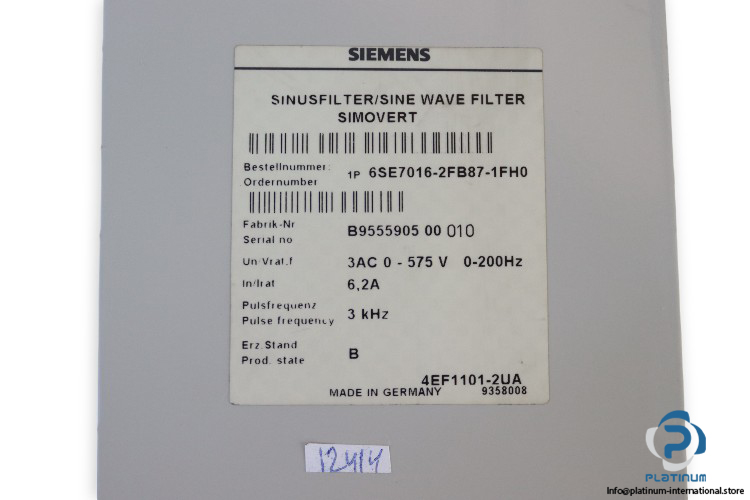 SIEMENS
SINUSFILTER/SINE WAVE FILTER
SIMOVERT
Bestellnummer:
Ordernumber
1P 6SE7016-2FB87-1FH0
Fabrik-Nr
Serial no
B9555905 00 010
Un/Vrat,f 3AC 0 - 575 V 0-200Hz
In/Irat 6,2A
Pulsfrequenz
Pulse frequency
3 kHz
Erz.Stand
Prod. state
B
4EF1101-2UA
MADE IN GERMANY 9358008
12414
PLATINUM
Info@platinum-international.store